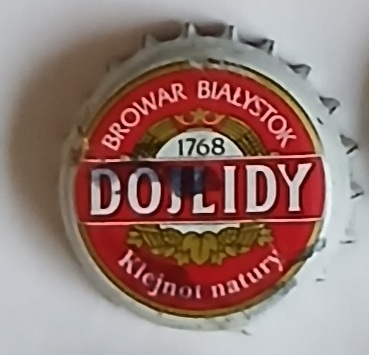 BROWAR BIAŁYSTOK
1768
DOJLIDY
Klejnot natury